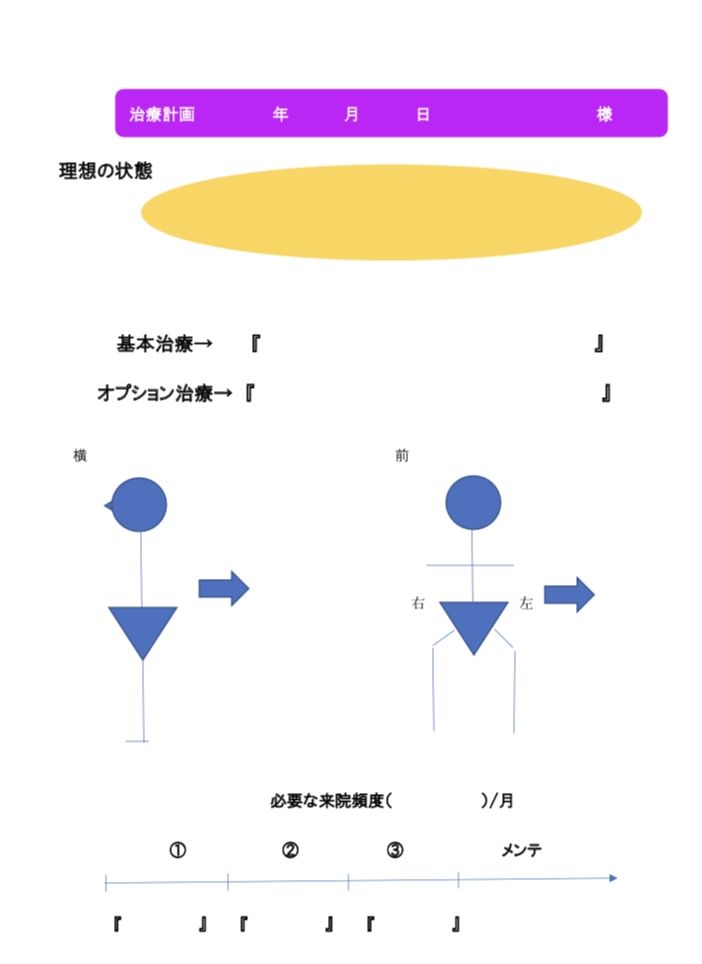 治療計画 年 月 日 様
理想の状態
基本治療→ 『 』
オプション治療→『 』
横 前
右 左
必要な来院頻度( )/月
① ② ③ メンテ
『 』 『 』 『 』